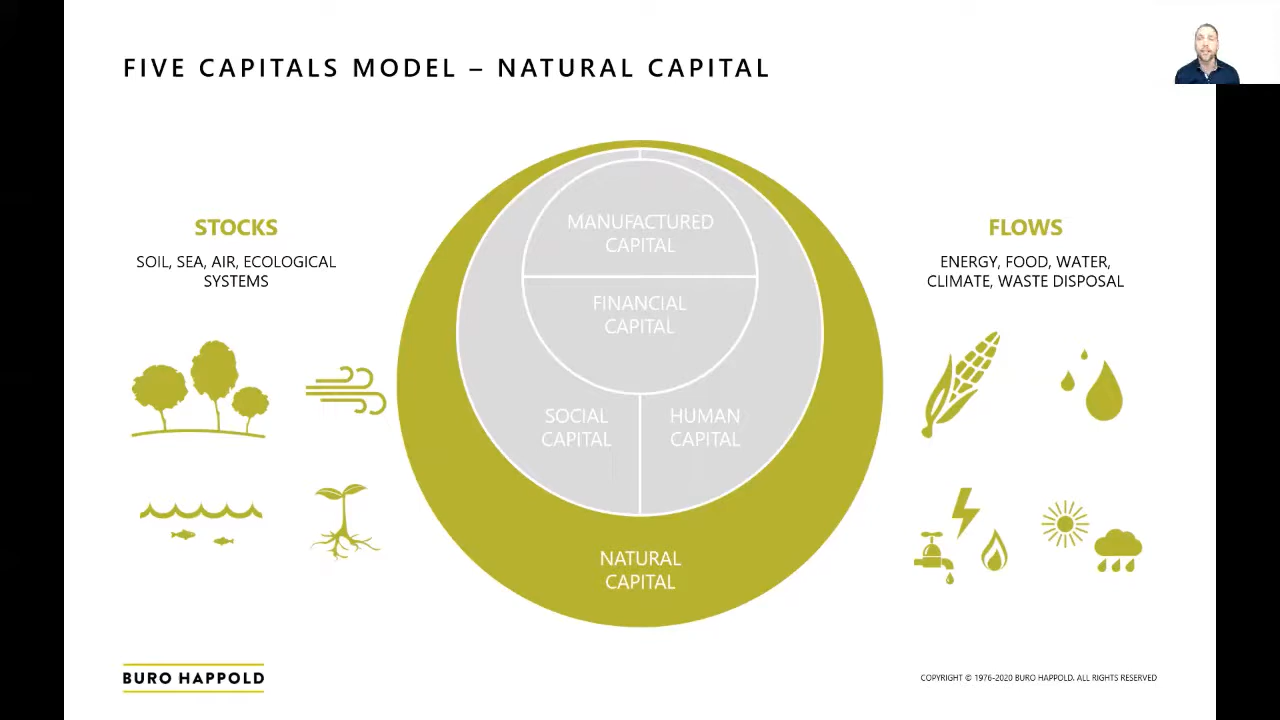 FIVE CAPITALS MODEL – NATURAL CAPITAL
STOCKS
SOIL, SEA, AIR, ECOLOGICAL
SYSTEMS
MANUFACTURED
CAPITAL
FINANCIAL
CAPITAL
SOCIAL
CAPITAL
HUMAN
CAPITAL
NATURAL
CAPITAL
FLOWS
ENERGY, FOOD, WATER,
CLIMATE, WASTE DISPOSAL
BURO HAPPOLD
COPYRIGHT © 1976-2020 BURO HAPPOLD. ALL RIGHTS RESERVED